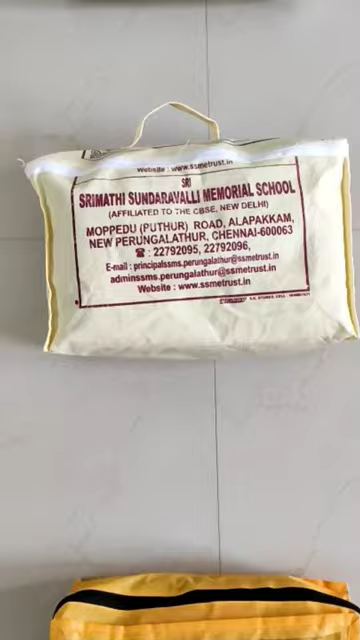 Website : www.ssmetrust.in
SRI
SRIMATHI SUNDARAVALLI MEMORIAL SCHOOL
(AFFILIATED TO THE CBSE, NEW DELHI)
MOPPEDU (PUTHUR) ROAD, ALAPAKKAM,
NEW PERUNGALATHUR, CHENNAI-600063
☎ : 22792095, 22792096,
E-mail : principalssms.perungalathur@ssmetrust.in
adminssms.perungalathur@ssmetrust.in
Website : www.ssmetrust.in